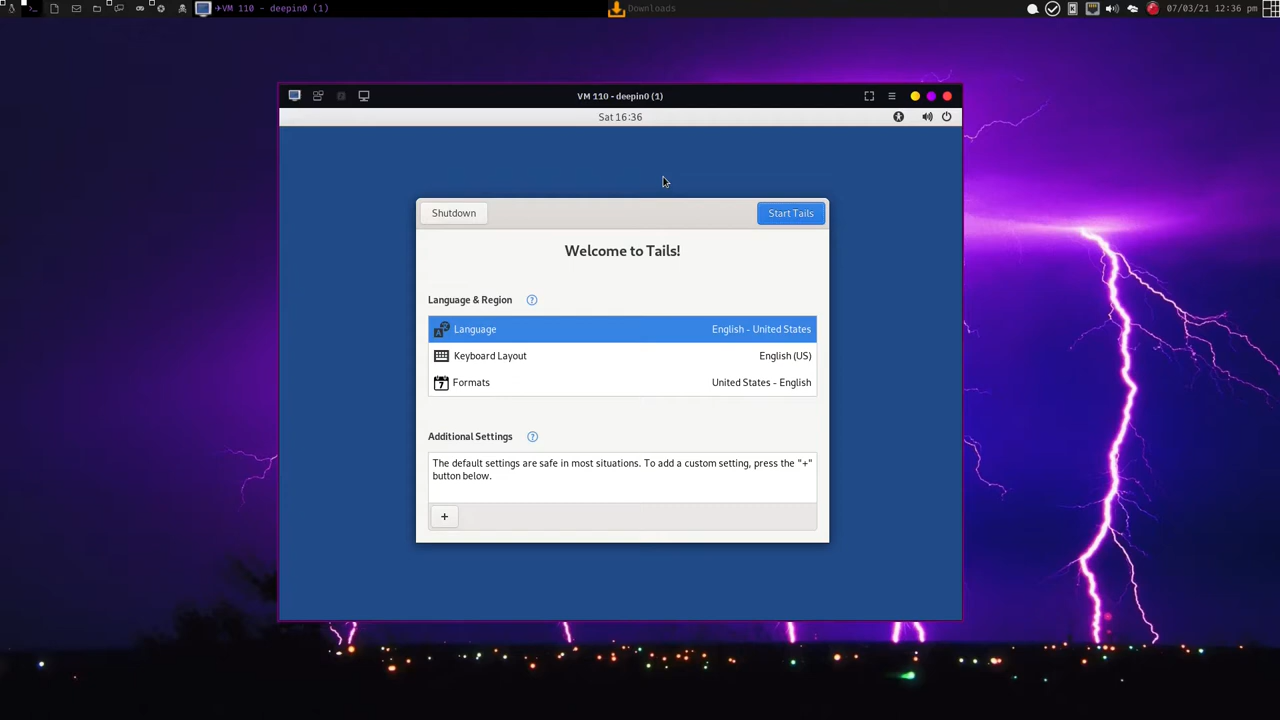 ✈VM 110 - deepin0 (1)
Downloads
07/03/21 12:36 pm
VM 110 - deepin0 (1)
Sat 16:36
Shutdown
Start Tails
Welcome to Tails!
Language & Region
Language English - United States
Keyboard Layout English (US)
7
Formats United States - English
Additional Settings
The default settings are safe in most situations. To add a custom setting, press the "+"
button below.
+